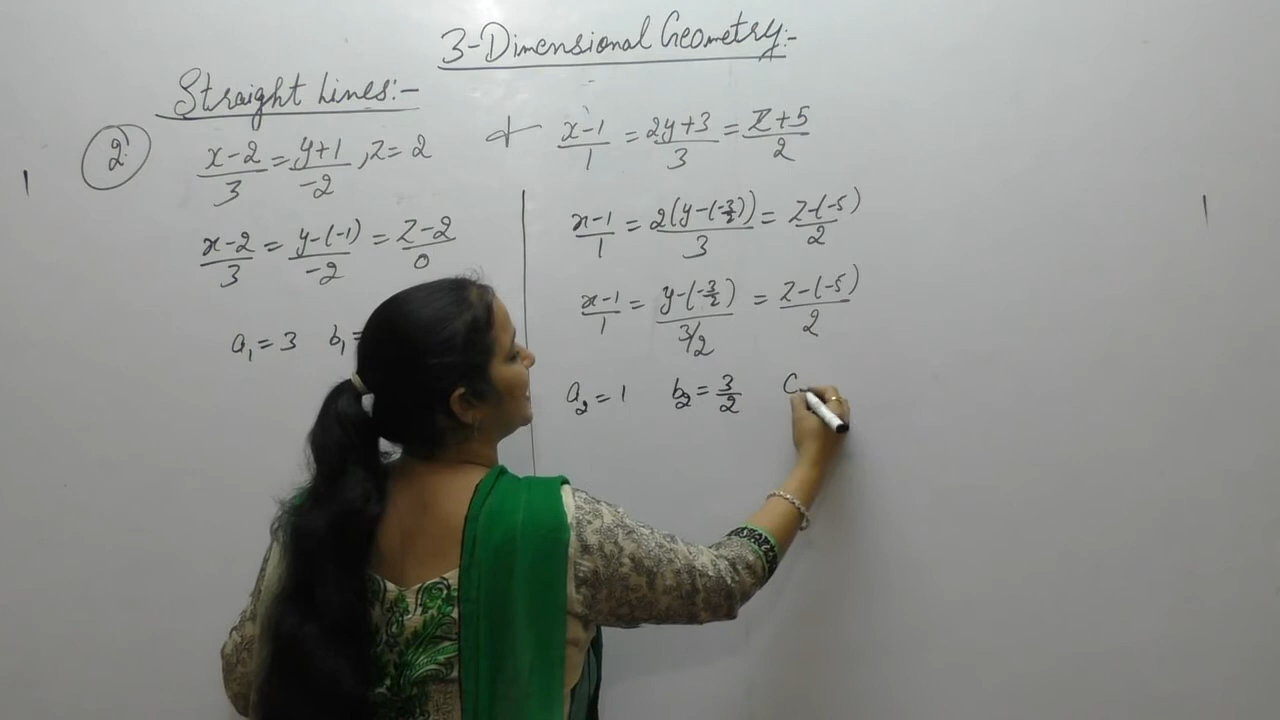 3-Dimensional Geometry:-
Straight Lines:-
2. (x-2)/3 = (y+1)/-2 , z = 2 & (x-1)/1 = (2y+3)/3 = (z+5)/2
(x-2)/3 = (y-(-1))/-2 = (z-2)/0
a₁ = 3 b₁ =
(x-1)/1 = 2(y-(-3/2))/3 = (z-(-5))/2
(x-1)/1 = (y-(-3/2))/(3/2) = (z-(-5))/2
a₂ = 1 b₂ = 3/2 C